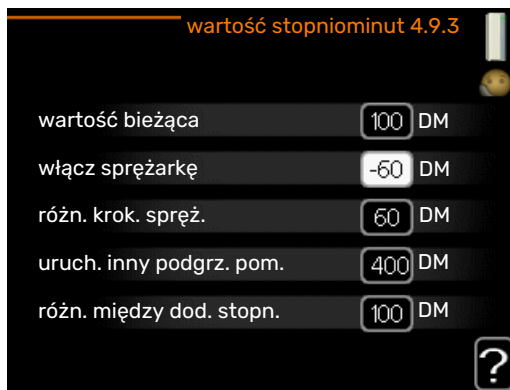 wartość stopniominut 4.9.3
wartość bieżąca 100 DM
włącz sprężarkę -60 DM
różn. krok. spręż. 60 DM
uruch. inny podgrz. pom. 400 DM
różn. między dod. stopn. 100 DM
?